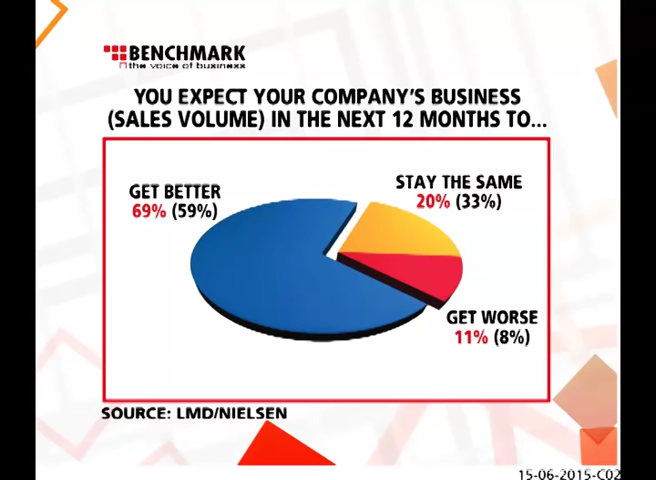 BENCHMARK
the voice of business
YOU EXPECT YOUR COMPANY'S BUSINESS
(SALES VOLUME) IN THE NEXT 12 MONTHS TO...
GET BETTER
69% (59%)
STAY THE SAME
20% (33%)
GET WORSE
11% (8%)
SOURCE: LMD/NIELSEN
15-06-2015-C02